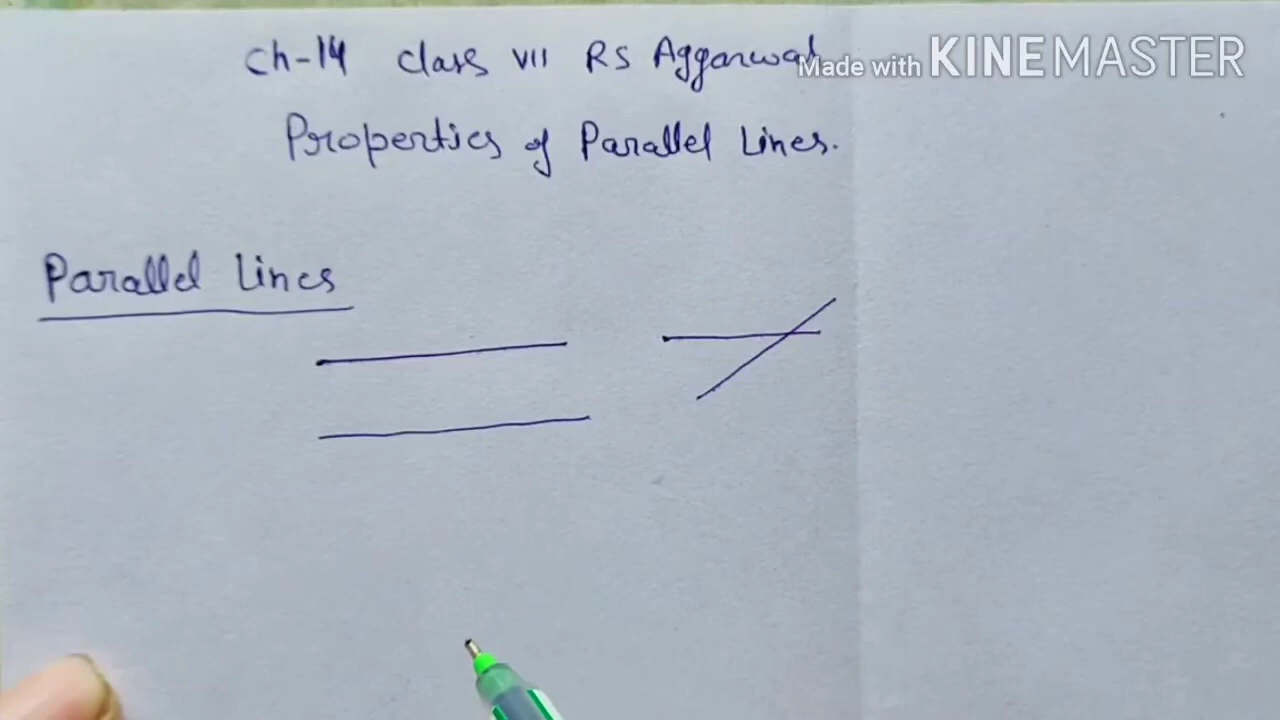 Ch-14 Class VII RS Aggarwal
Made with KINEMASTER
Properties of Parallel Lines.
Parallel Lines